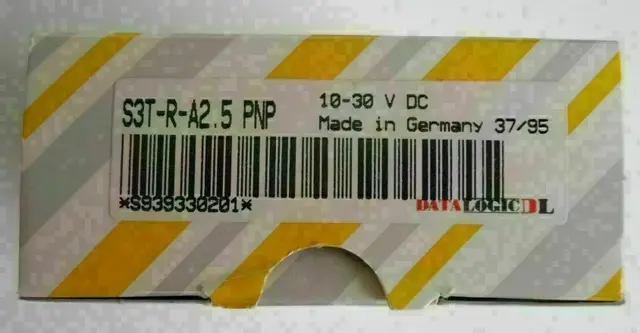 S3T-R-A2.5 PNP
10-30 V DC
Made in Germany 37/95
*S939330201*
DATALOGIC DL